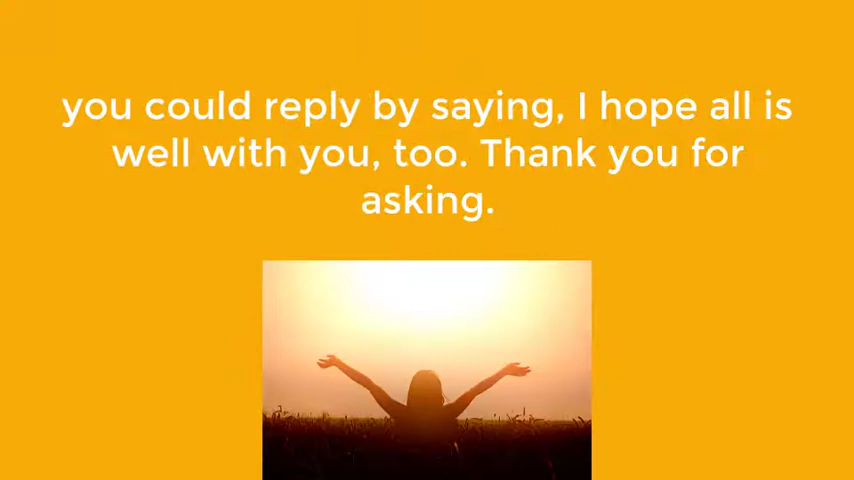 you could reply by saying, I hope all is
well with you, too. Thank you for
asking.